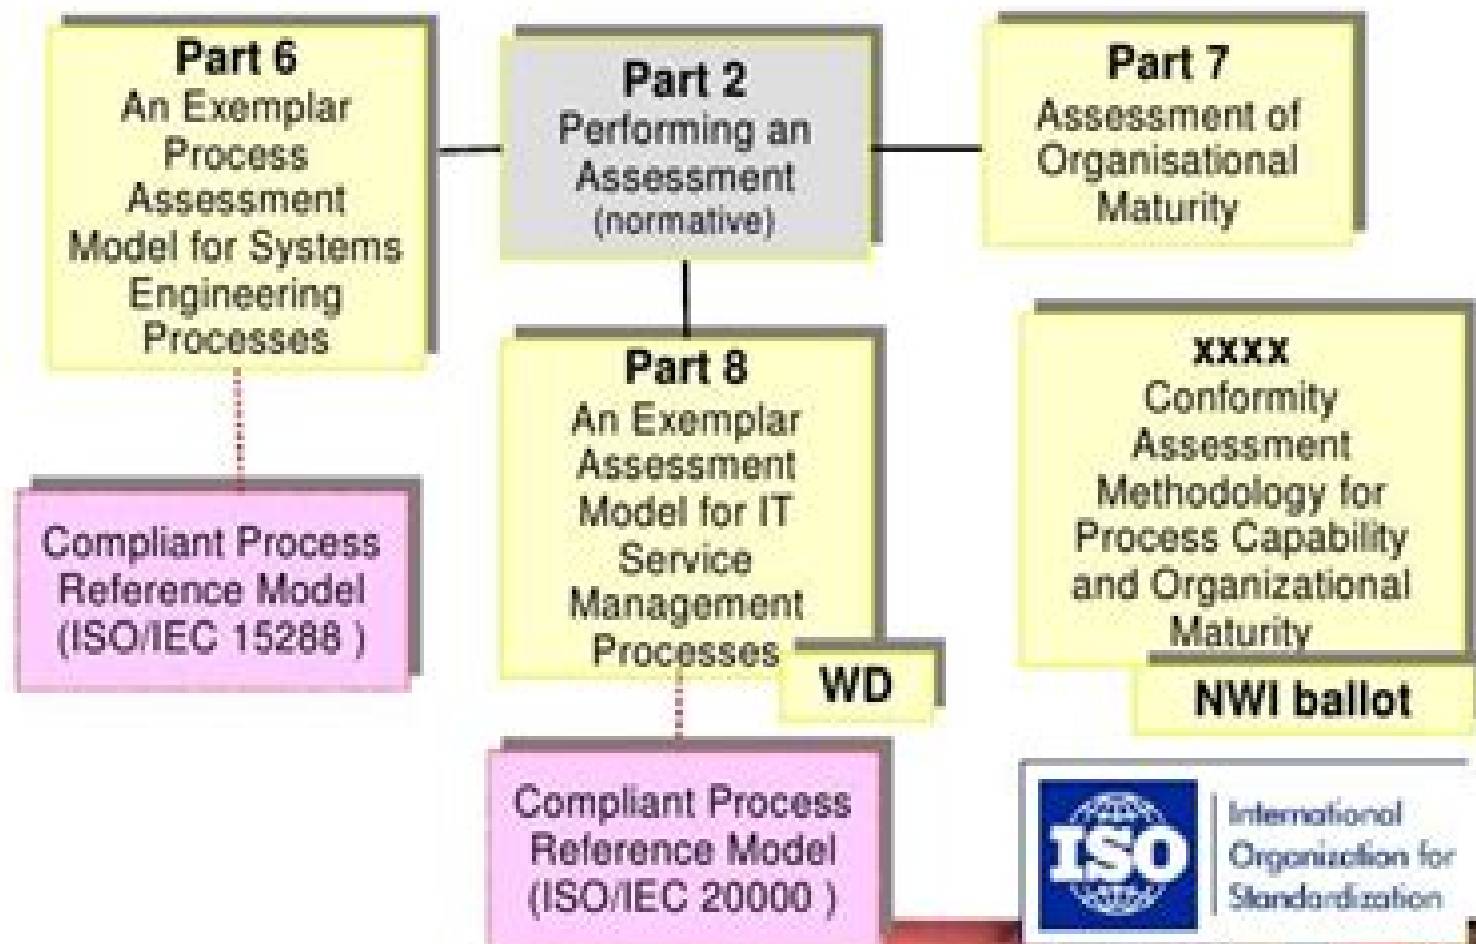 Part 6
An Exemplar
Process
Assessment
Model for Systems
Engineering
Processes
Part 2
Performing an
Assessment
(normative)
Part 7
Assessment of
Organisational
Maturity
Part 8
An Exemplar
Assessment
Model for IT
Service
Management
Processes
WD
xxxx
Conformity
Assessment
Methodology for
Process Capability
and Organizational
Maturity
NWI ballot
Compliant Process
Reference Model
(ISO/IEC 15288 )
Compliant Process
Reference Model
(ISO/IEC 20000 )
ISO
International
Organization for
Standardization